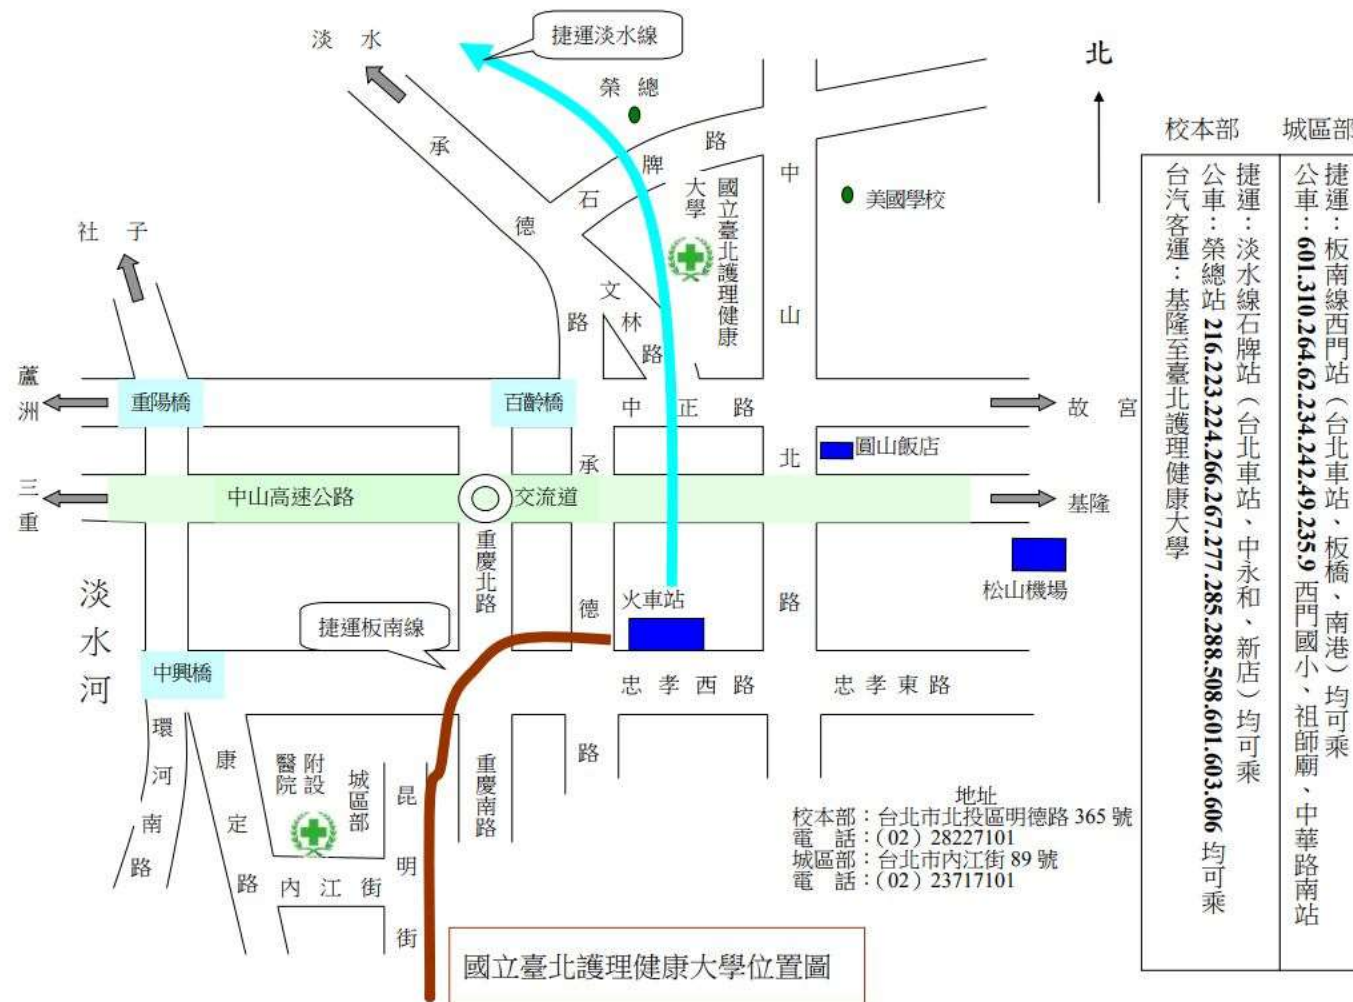 淡水
捷運淡水線
榮總
北
承德路
石牌路
國立臺北護理健康
大學
中山北路
美國學校
社子
文林路
蘆洲
重陽橋
百齡橋
中正路
故宮
圓山飯店
三重
中山高速公路
交流道
基隆
承德路
重慶北路
淡水河
火車站
松山機場
捷運板南線
中興橋
忠孝西路
忠孝東路
環河南路
康定路
附設
醫院
城區部
昆明街
重慶南路
內江街
地址
校本部：台北市北投區明德路 365 號
電 話：(02) 28227101
城區部：台北市內江街 89 號
電 話：(02) 23717101
國立臺北護理健康大學位置圖
城區部
捷運：板南線西門站（台北車站、板橋、南港）均可乘
公車：601.310.264.62.234.242.49.235.9 西門國小、祖師廟、中華路南站
校本部
捷運：淡水線石牌站（台北車站、中永和、新店）均可乘
公車：榮總站 216.223.224.266.267.277.285.288.508.601.603.606 均可乘
台汽客運：基隆至臺北護理健康大學